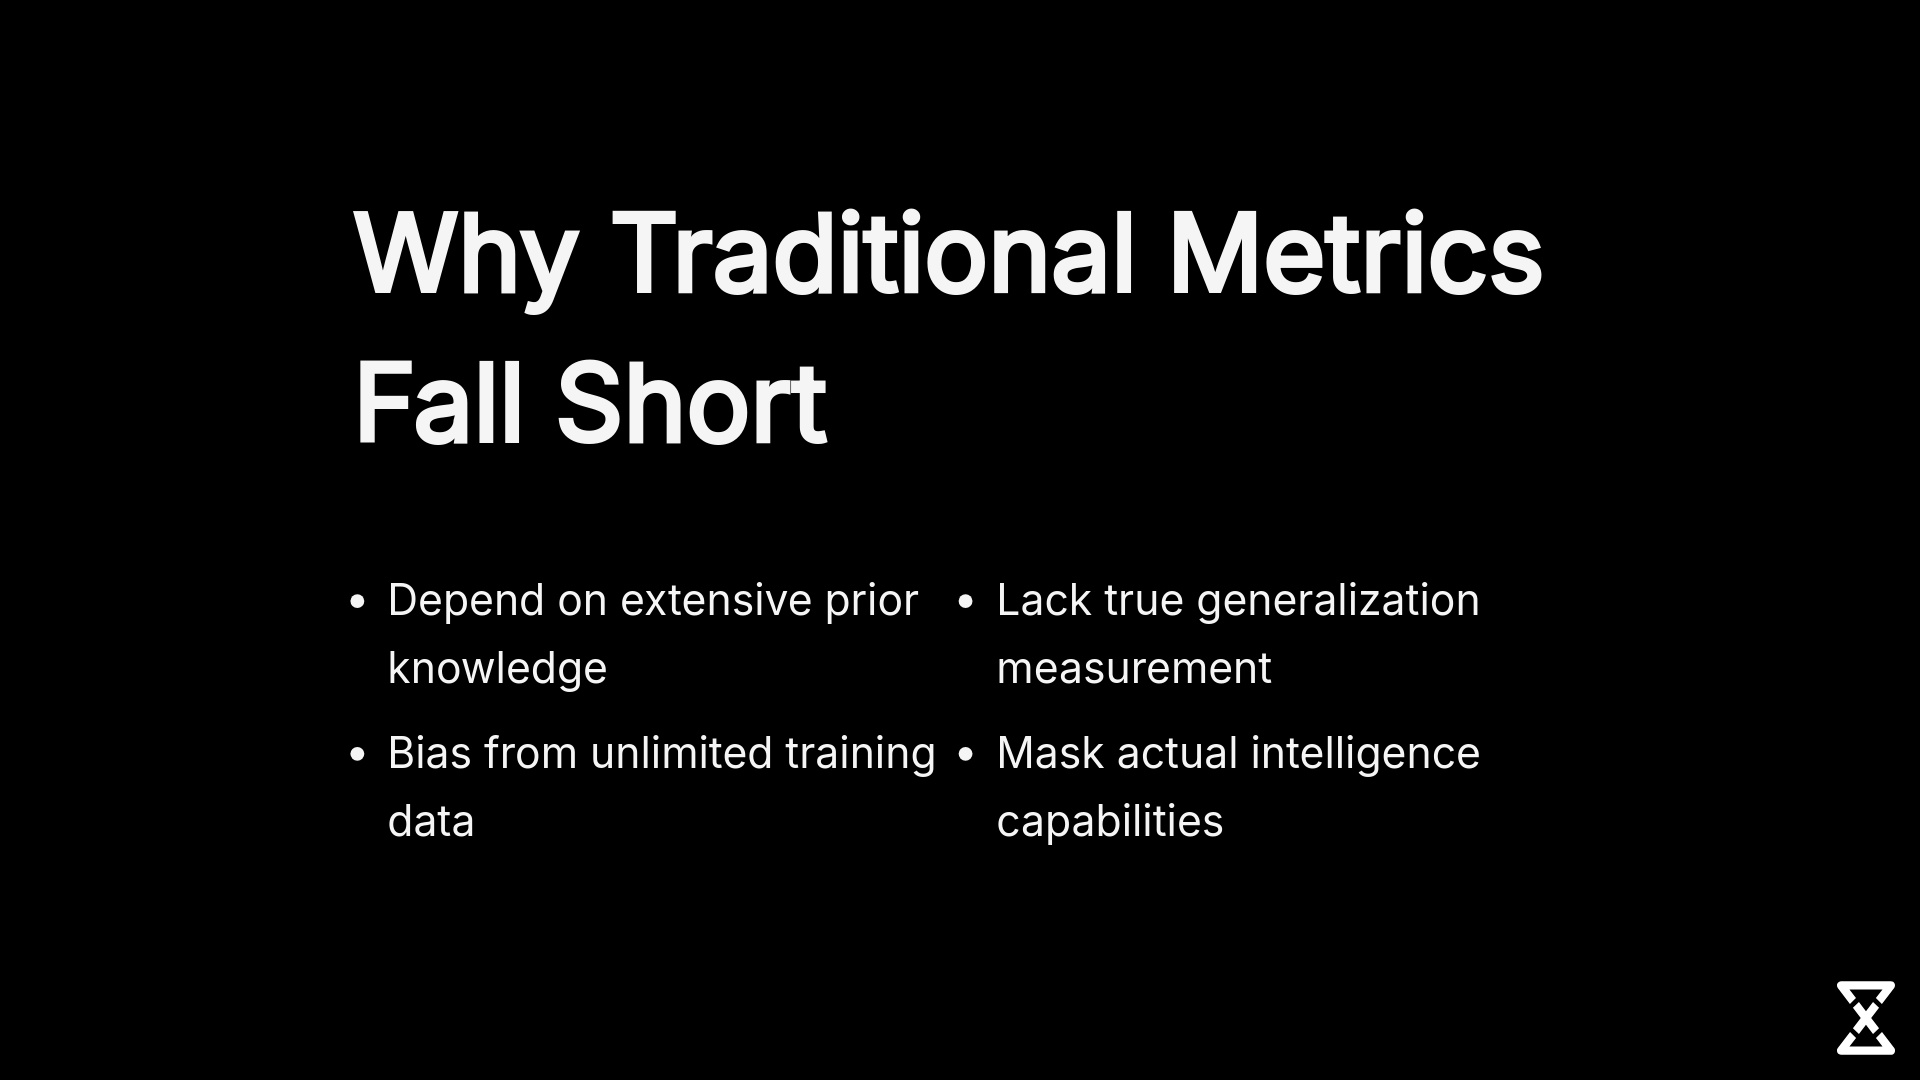 Why Traditional Metrics
Fall Short
• Depend on extensive prior
knowledge
• Bias from unlimited training
data
• Lack true generalization
measurement
• Mask actual intelligence
capabilities